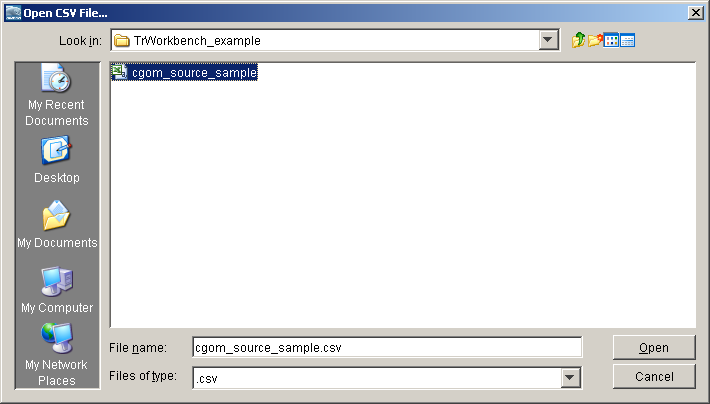 Open CSV File...
Look in: TrWorkbench_example
cgom_source_sample
My Recent
Documents
Desktop
My Documents
My Computer
My Network
Places
File name: cgom_source_sample.csv Open
Files of type: .csv Cancel